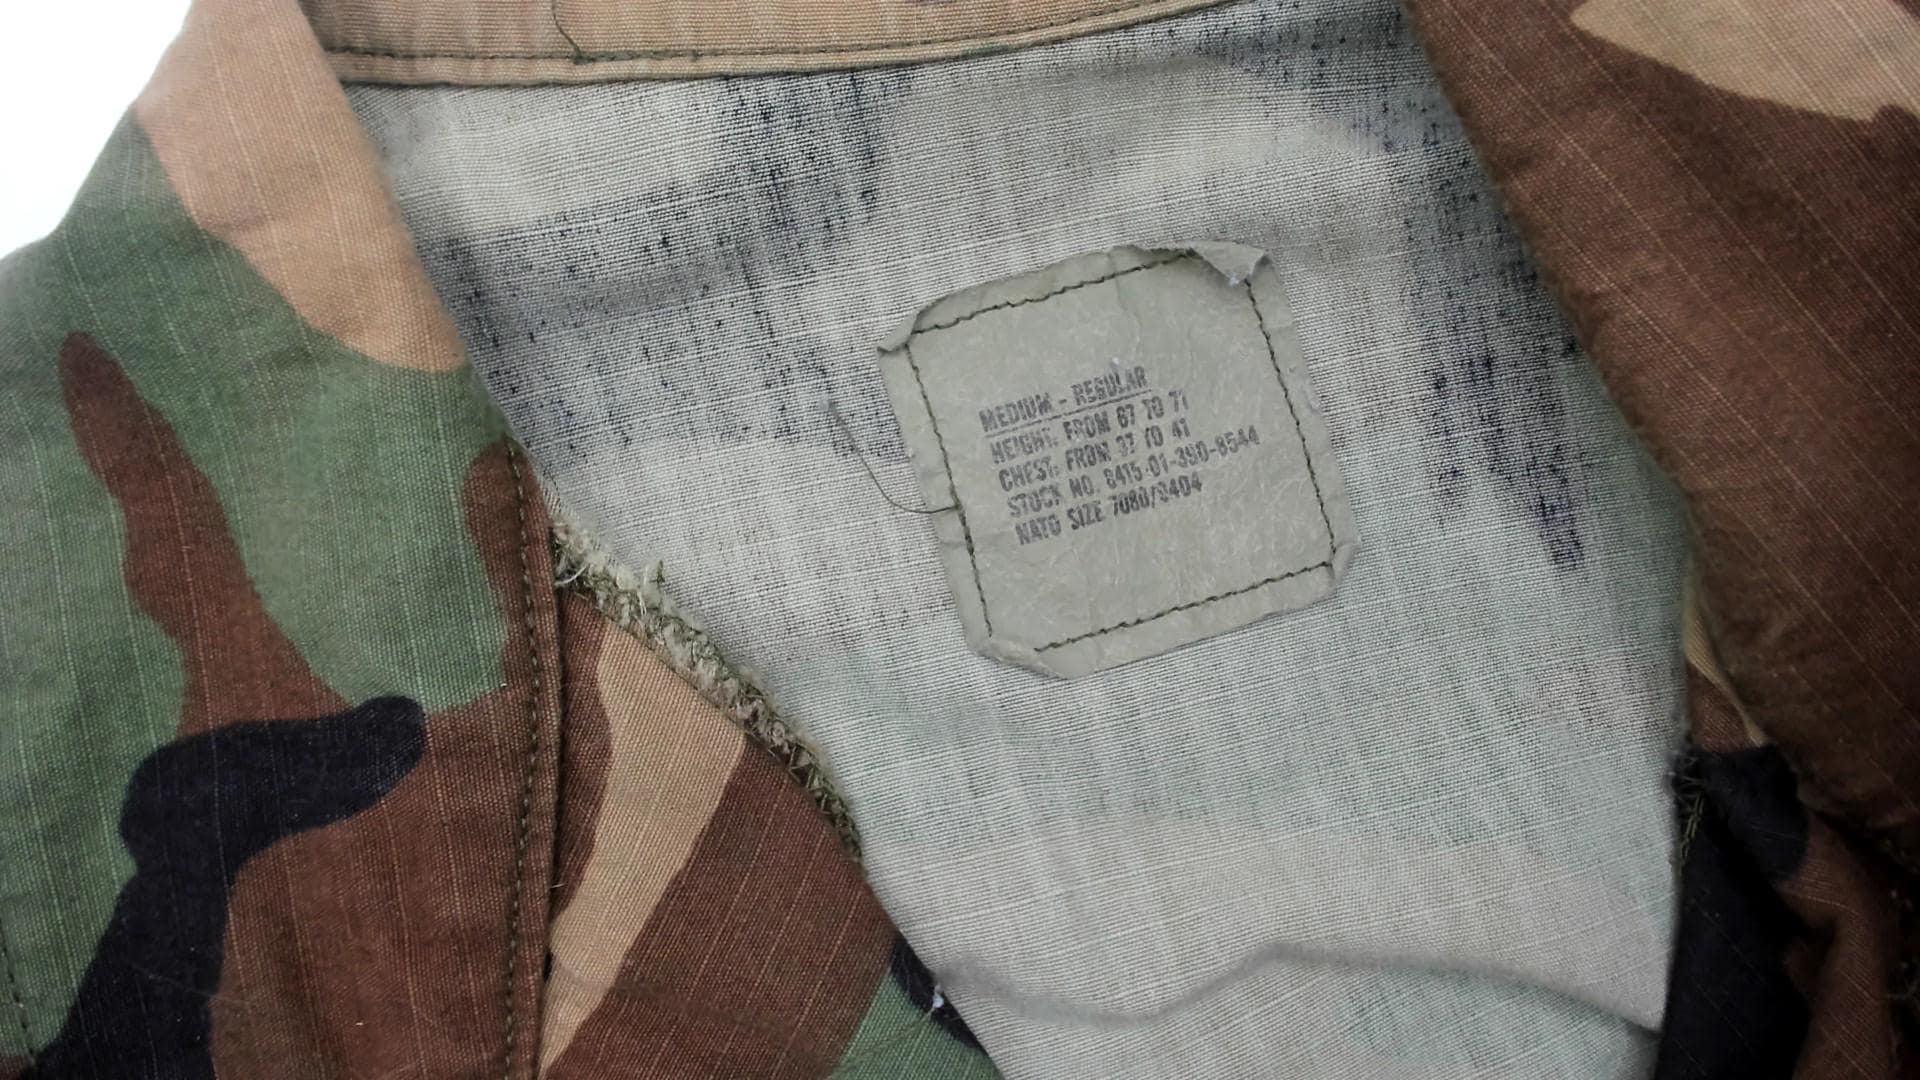 MEDIUM - REGULAR
HEIGHT: FROM 67 TO 71
CHEST: FROM 37 TO 41
STOCK NO. 8415-01-390-8544
NATO SIZE 7080/9404